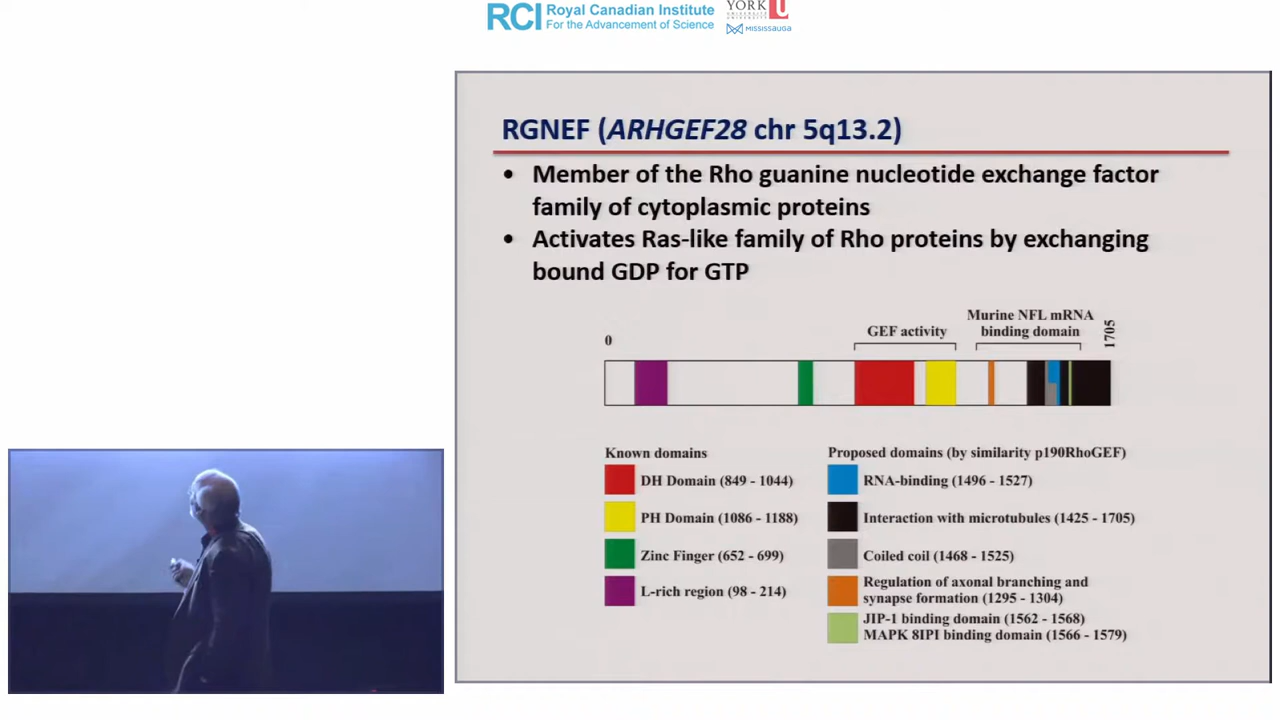 RCI Royal Canadian Institute
For the Advancement of Science
YORK U
UNIVERSITÉ
UNIVERSITY
MISSISSAUGA
RGNEF (ARHGEF28 chr 5q13.2)
• Member of the Rho guanine nucleotide exchange factor
family of cytoplasmic proteins
• Activates Ras-like family of Rho proteins by exchanging
bound GDP for GTP
Murine NFL mRNA
binding domain
GEF activity
0
1705
Known domains
DH Domain (849 - 1044)
PH Domain (1086 - 1188)
Zinc Finger (652 - 699)
L-rich region (98 - 214)
Proposed domains (by similarity p190RhoGEF)
RNA-binding (1496 - 1527)
Interaction with microtubules (1425 - 1705)
Coiled coil (1468 - 1525)
Regulation of axonal branching and
synapse formation (1295 - 1304)
JIP-1 binding domain (1562 - 1568)
MAPK 8IPI binding domain (1566 - 1579)